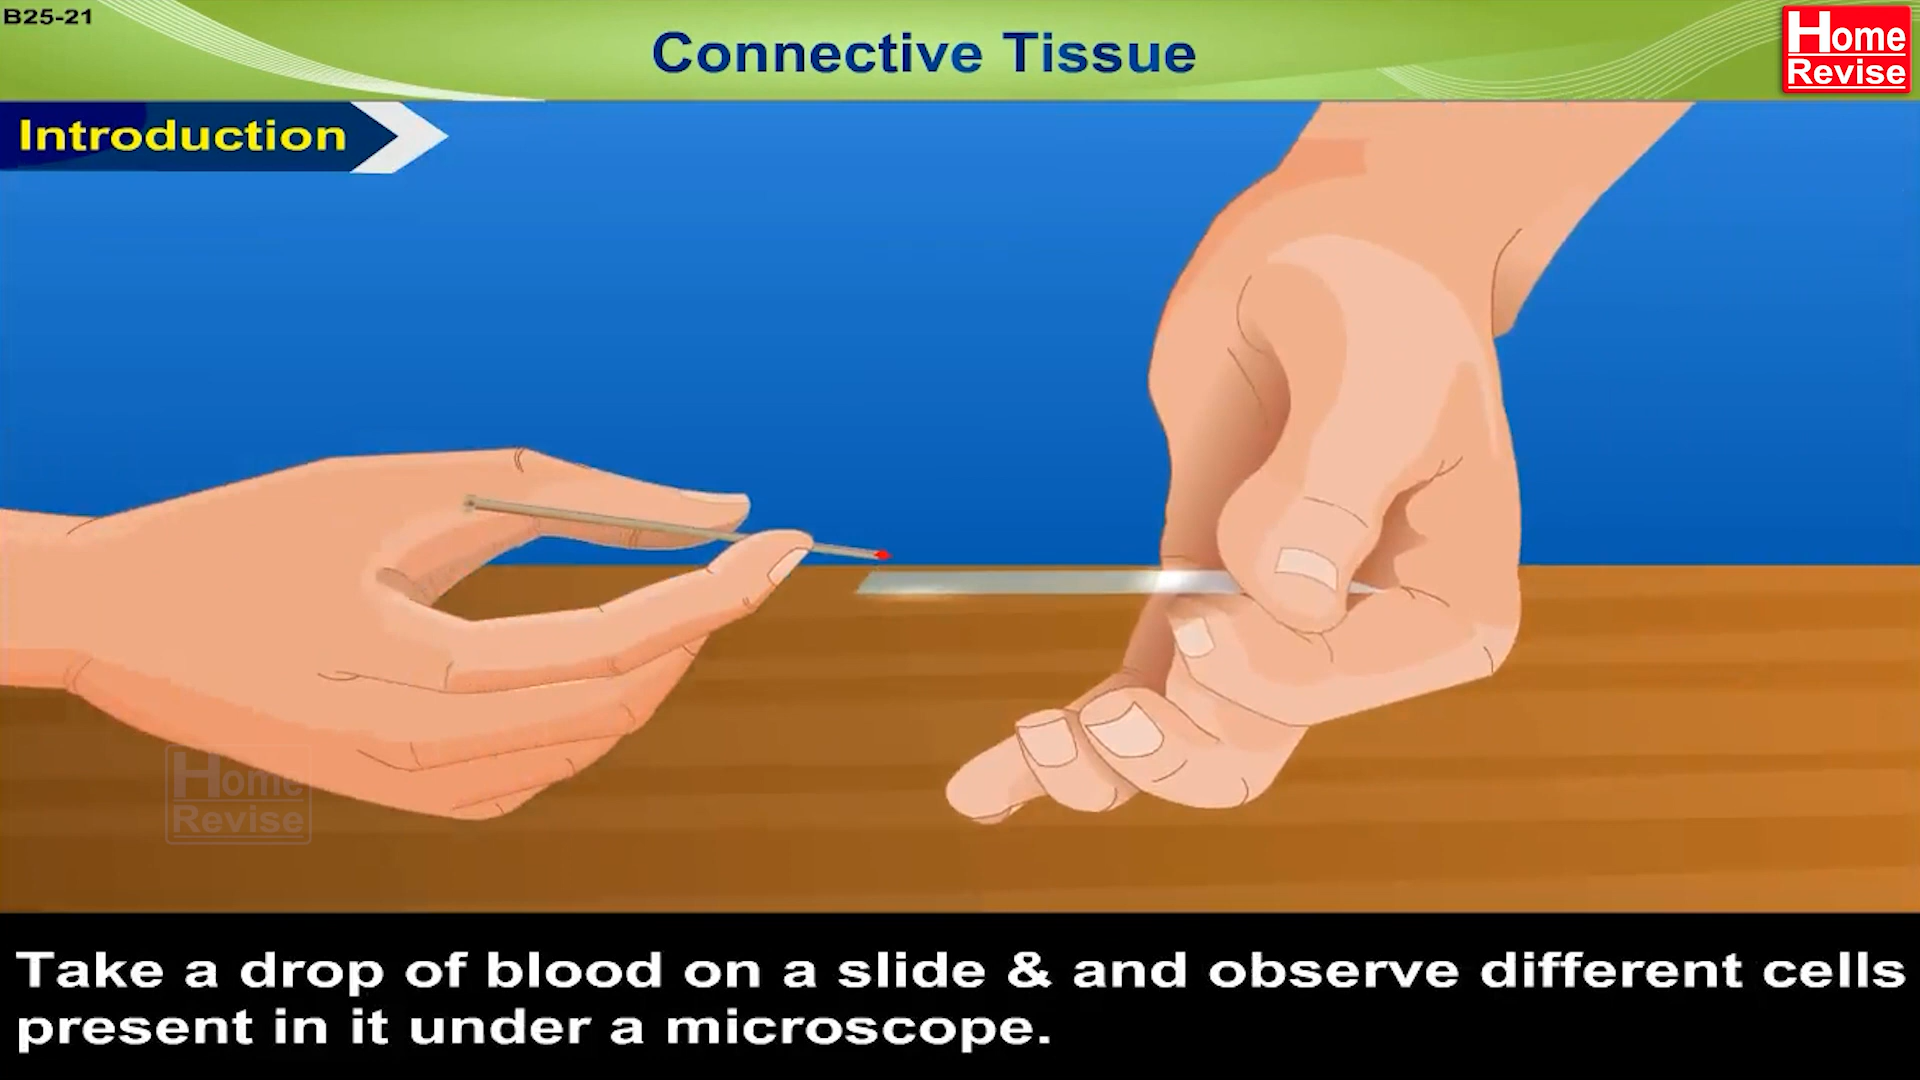 B25-21
Connective Tissue
Home
Revise
Introduction
Home
Revise
Take a drop of blood on a slide & and observe different cells
present in it under a microscope.